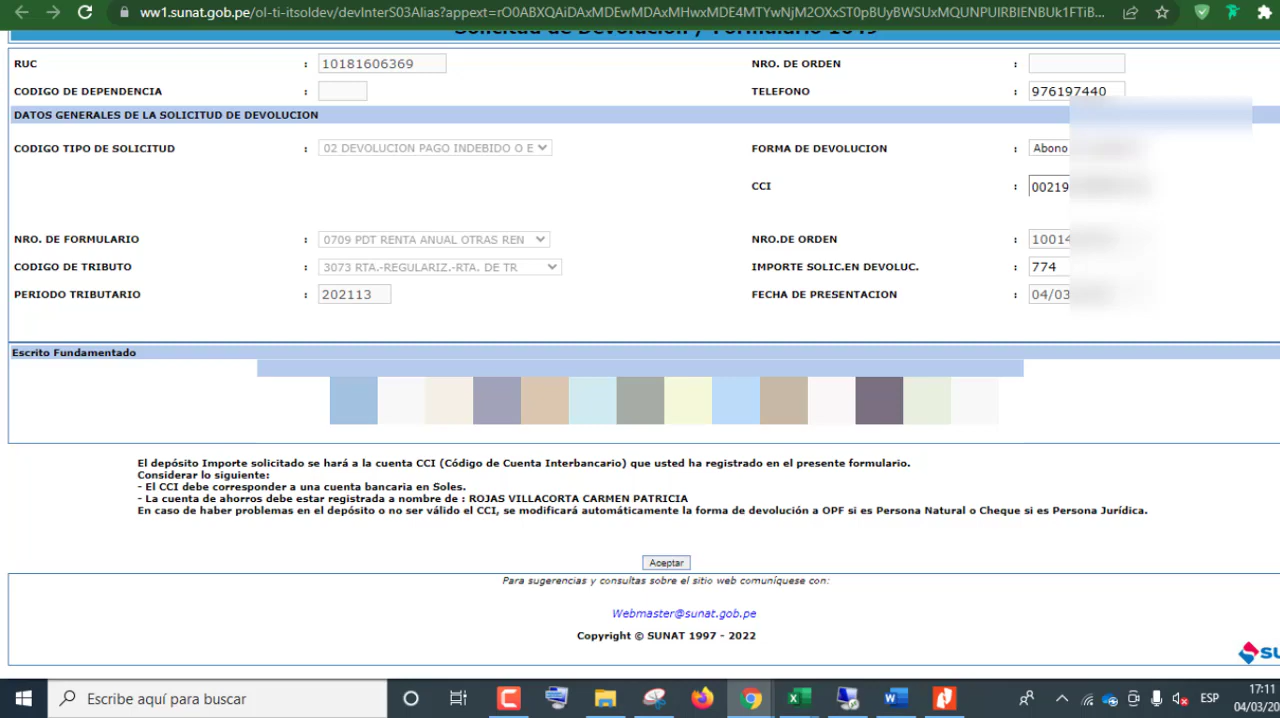 ww1.sunat.gob.pe/ol-ti-itsoldev/devInterS03Alias?appext=rO0ABXQAiDAxMDEwMDAxMHwxMDE4MTYwNjM2OXxST0pBUyBWSUxMQUNPUlRBIENBUk1FTiB...
Solicitud de Devolución / Formulario 1649
RUC : 10181606369 NRO. DE ORDEN :
CODIGO DE DEPENDENCIA : TELEFONO : 976197440
DATOS GENERALES DE LA SOLICITUD DE DEVOLUCION
CODIGO TIPO DE SOLICITUD : 02 DEVOLUCION PAGO INDEBIDO O E FORMA DE DEVOLUCION : Abono
CCI : 00219
NRO. DE FORMULARIO : 0709 PDT RENTA ANUAL OTRAS REN NRO.DE ORDEN : 10014
CODIGO DE TRIBUTO : 3073 RTA.-REGULARIZ.-RTA. DE TR IMPORTE SOLIC.EN DEVOLUC. : 774
PERIODO TRIBUTARIO : 202113 FECHA DE PRESENTACION : 04/03
Escrito Fundamentado
El depósito Importe solicitado se hará a la cuenta CCI (Código de Cuenta Interbancario) que usted ha registrado en el presente formulario.
Considerar lo siguiente:
- El CCI debe corresponder a una cuenta bancaria en Soles.
- La cuenta de ahorros debe estar registrada a nombre de : ROJAS VILLACORTA CARMEN PATRICIA
En caso de haber problemas en el depósito o no ser válido el CCI, se modificará automáticamente la forma de devolución a OPF si es Persona Natural o Cheque si es Persona Jurídica.
Aceptar
Para sugerencias y consultas sobre el sitio web comuníquese con:
Webmaster@sunat.gob.pe
Copyright © SUNAT 1997 - 2022
SU
Escribe aquí para buscar
ESP
17:11
04/03/20